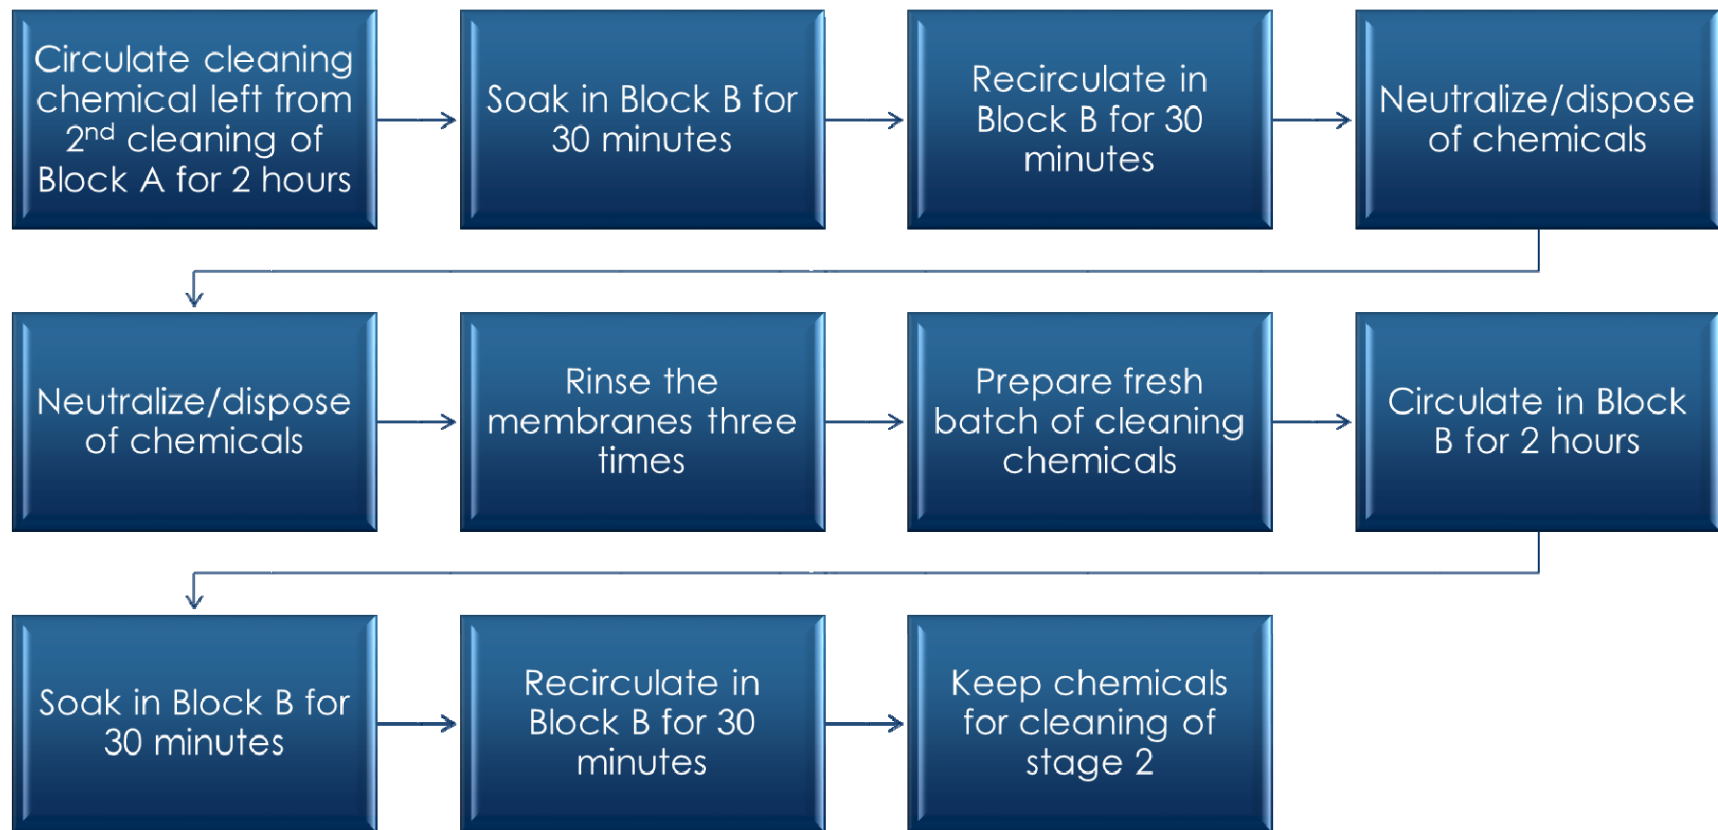 Circulate cleaning
chemical left from
2nd cleaning of
Block A for 2 hours
Soak in Block B for
30 minutes
Recirculate in
Block B for 30
minutes
Neutralize/dispose
of chemicals
Neutralize/dispose
of chemicals
Rinse the
membranes three
times
Prepare fresh
batch of cleaning
chemicals
Circulate in Block
B for 2 hours
Soak in Block B for
30 minutes
Recirculate in
Block B for 30
minutes
Keep chemicals
for cleaning of
stage 2